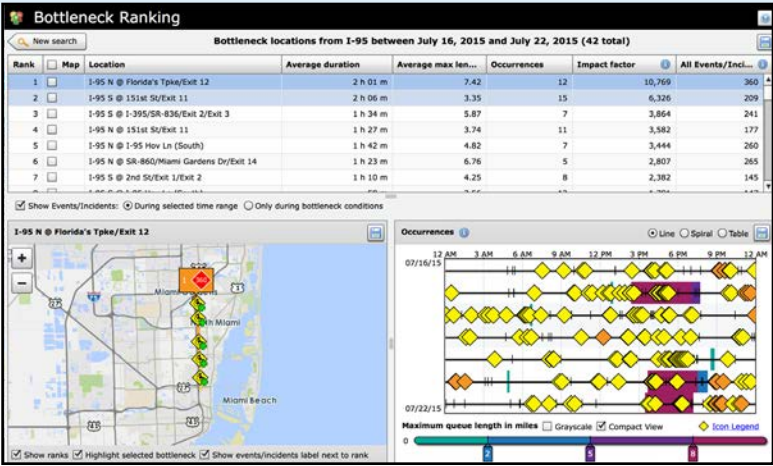 Bottleneck Ranking
New search
Bottleneck locations from I-95 between July 16, 2015 and July 22, 2015 (42 total)
Rank Map Location Average duration Average max len... Occurrences Impact factor All Events/Inci...
1 I-95 N @ Florida's Tpke/Exit 12 2 h 01 m 7.42 12 10,769 360
2 I-95 S @ 151st St/Exit 11 2 h 06 m 3.35 15 6,326 209
3 I-95 S @ I-395/SR-836/Exit 2/Exit 3 1 h 34 m 5.87 7 3,864 241
4 I-95 N @ 151st St/Exit 11 1 h 27 m 3.74 11 3,582 177
5 I-95 N @ I-95 Hov Ln (South) 1 h 42 m 4.82 7 3,444 260
6 I-95 N @ SR-860/Miami Gardens Dr/Exit 14 1 h 23 m 6.76 5 2,807 265
7 I-95 S @ 2nd St/Exit 1/Exit 2 1 h 10 m 4.25 8 2,382 145
Show Events/Incidents: During selected time range Only during bottleneck conditions
I-95 N @ Florida's Tpke/Exit 12
+
−
1 360
Miami
North Miami
Miami Beach
Show ranks Highlight selected bottleneck Show events/incidents label next to rank
Occurrences Line Spiral Table
12 AM 3 AM 6 AM 9 AM 12 PM 3 PM 6 PM 9 PM 12 AM
07/16/15
07/22/15
Maximum queue length in miles Grayscale Compact View Icon Legend
0
2 5 8